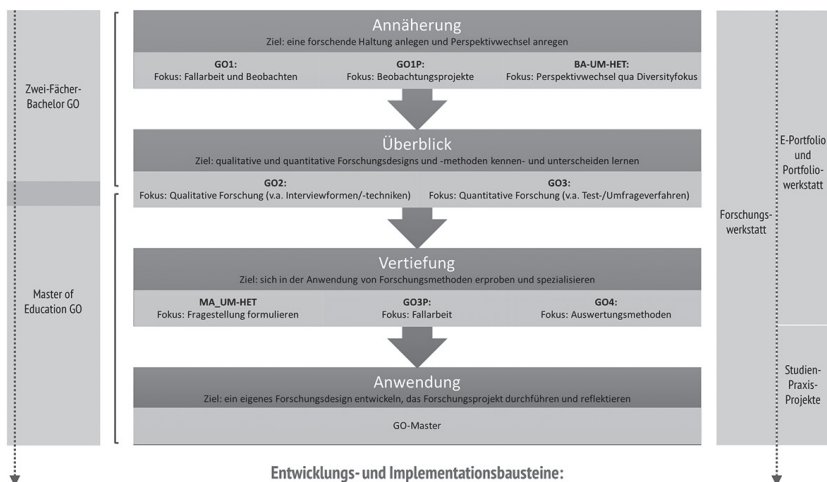 Zwei-Fächer-
Bachelor GO
Master of
Education GO
Annäherung
Ziel: eine forschende Haltung anlegen und Perspektivwechsel anregen
GO1:
Fokus: Fallarbeit und Beobachten
GO1P:
Fokus: Beobachtungsprojekte
BA-UM-HET:
Fokus: Perspektivwechsel qua Diversityfokus
Überblick
Ziel: qualitative und quantitative Forschungsdesigns und -methoden kennen- und unterscheiden lernen
GO2:
Fokus: Qualitative Forschung (v.a. Interviewformen/-techniken)
GO3:
Fokus: Quantitative Forschung (v.a. Test-/Umfrageverfahren)
Vertiefung
Ziel: sich in der Anwendung von Forschungsmethoden erproben und spezialisieren
MA_UM-HET
Fokus: Fragestellung formulieren
GO3P:
Fokus: Fallarbeit
GO4:
Fokus: Auswertungsmethoden
Anwendung
Ziel: ein eigenes Forschungsdesign entwickeln, das Forschungsprojekt durchführen und reflektieren
GO-Master
Forschungs-
werkstatt
E-Portfolio
und
Portfolio-
werkstatt
Studien-
Praxis-
Projekte
Entwicklungs- und Implementationsbausteine: